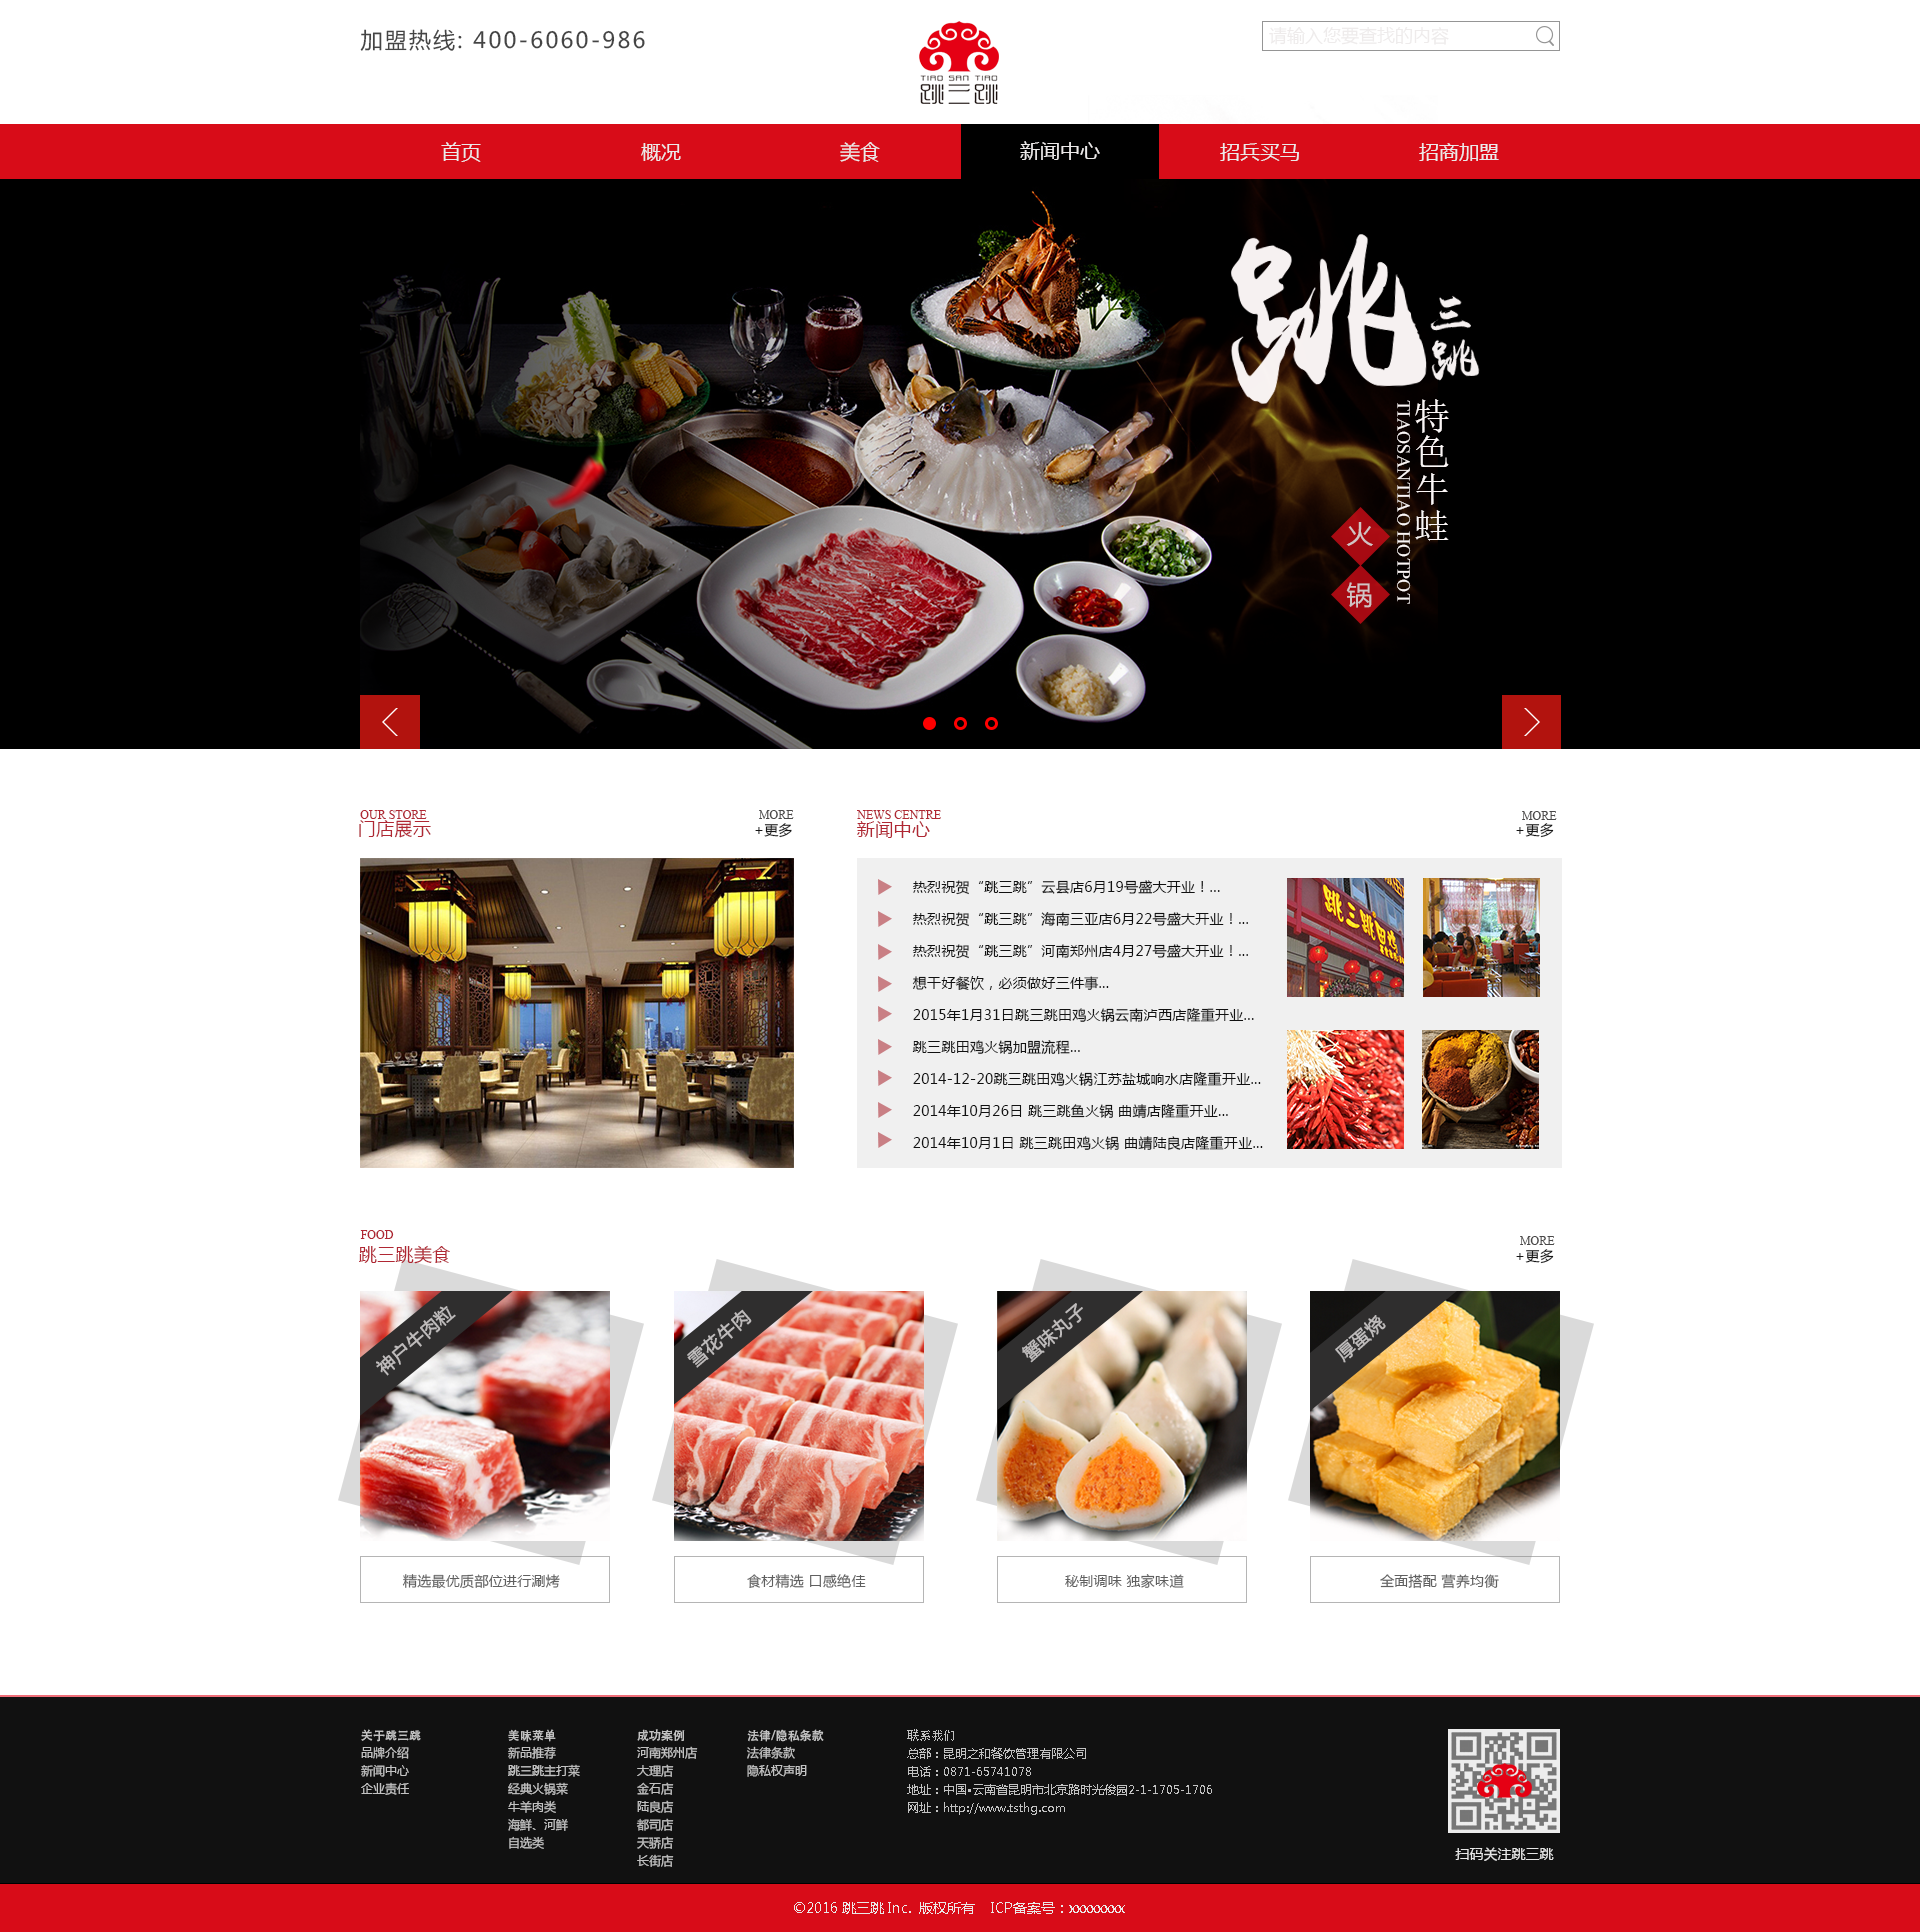 加盟热线: 400-6060-986
TIAO SAN TIAO
跳三跳
请输入您要查找的内容
首页
概况
美食
新闻中心
招兵买马
招商加盟
跳
三跳
特色牛蛙
TIAOSANTIAO HOTPOT
火
锅
OUR STORE
门店展示
MORE
+更多
NEWS CENTRE
新闻中心
MORE
+更多
热烈祝贺“跳三跳”云县店6月19号盛大开业！...
热烈祝贺“跳三跳”海南三亚店6月22号盛大开业！...
热烈祝贺“跳三跳”河南郑州店4月27号盛大开业！...
想干好餐饮，必须做好三件事...
2015年1月31日跳三跳田鸡火锅云南泸西店隆重开业...
跳三跳田鸡火锅加盟流程...
2014-12-20跳三跳田鸡火锅江苏盐城响水店隆重开业...
2014年10月26日 跳三跳鱼火锅 曲靖店隆重开业...
2014年10月1日 跳三跳田鸡火锅 曲靖陆良店隆重开业...
跳三跳田鸡
FOOD
跳三跳美食
MORE
+更多
神户牛肉粒
雪花牛肉
蟹味丸子
厚蛋烧
精选最优质部位进行涮烤
食材精选 口感绝佳
秘制调味 独家味道
全面搭配 营养均衡
关于跳三跳
品牌介绍
新闻中心
企业责任
美味菜单
新品推荐
跳三跳主打菜
经典火锅菜
牛羊肉类
海鲜、河鲜
自选类
成功案例
河南郑州店
大理店
金石店
陆良店
都司店
天骄店
长街店
法律/隐私条款
法律条款
隐私权声明
联系我们
总部：昆明之和餐饮管理有限公司
电话：0871-65741078
地址：中国•云南省昆明市北京路时光俊园2-1-1705-1706
网址：http://www.tsthg.com
扫码关注跳三跳
©2016 跳三跳 Inc. 版权所有 ICP备案号：xxxxxxxx